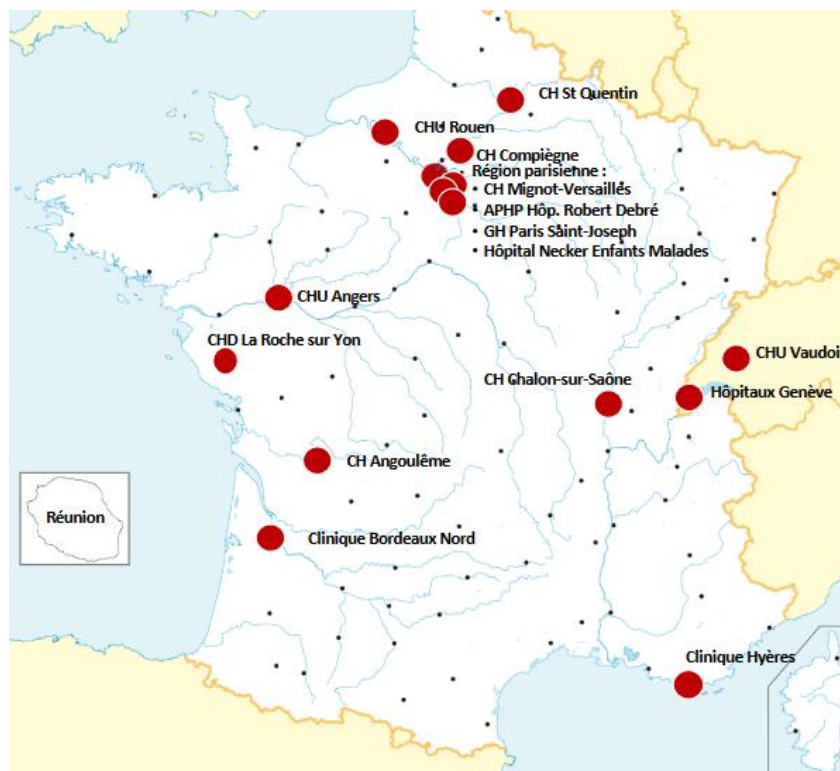 CH St Quentin
CHU Rouen
CH Compiègne
Région parisienne :
• CH Mignot-Versailles
• APHP Hôp. Robert Debré
• GH Paris Saint-Joseph
• Hôpital Necker Enfants Malades
CHU Angers
CHD La Roche sur Yon
CHU Vaudoi
CH Chalon-sur-Saône
Hôpitaux Genève
CH Angoulême
Réunion
Clinique Bordeaux Nord
Clinique Hyères